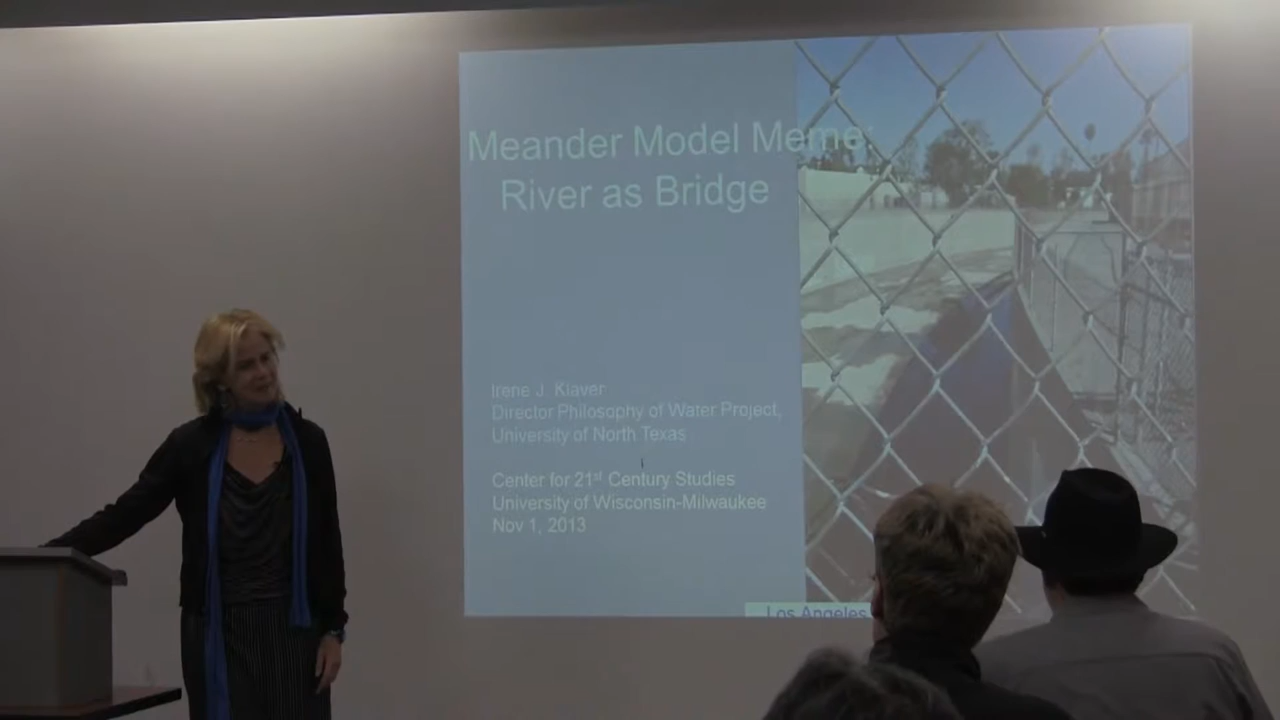 Meander Model Meme:
River as Bridge
Irene J. Klaver
Director Philosophy of Water Project,
University of North Texas
Center for 21st Century Studies
University of Wisconsin-Milwaukee
Nov 1, 2013
Los Angeles